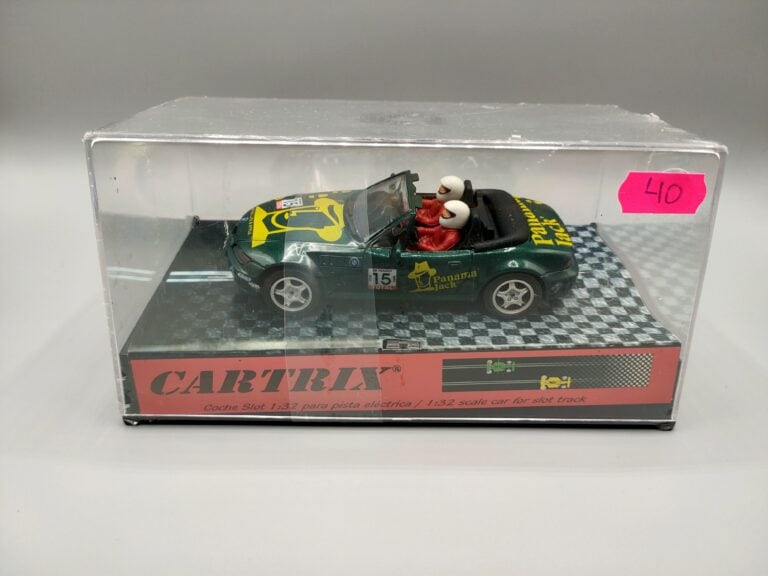 40
Panama
Jack
15
TOTAL
Panama
Jack
CARTRIX®
Coche Slot 1:32 para pista eléctrica / 1:32 scale car for slot track